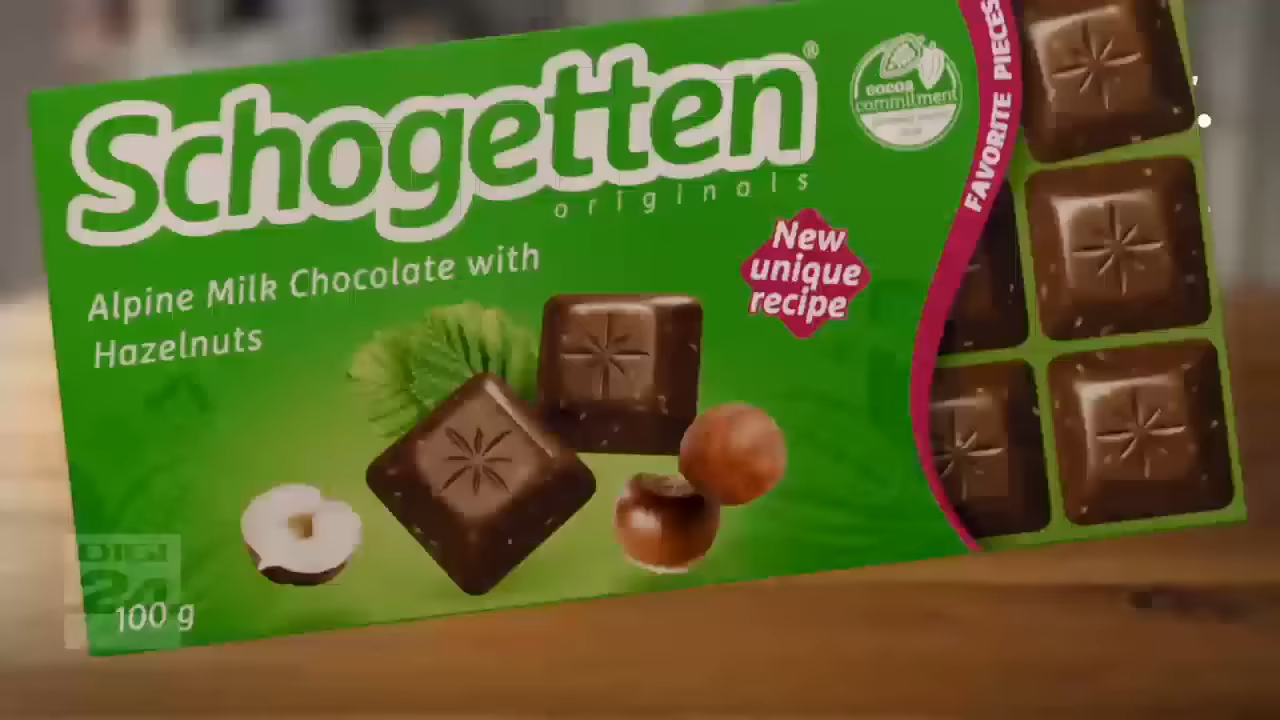 Schogetten®
originals
Alpine Milk Chocolate with
Hazelnuts
cocoa
commitment
New
unique
recipe
FAVORITE PIECES
DIGI
24
100 g